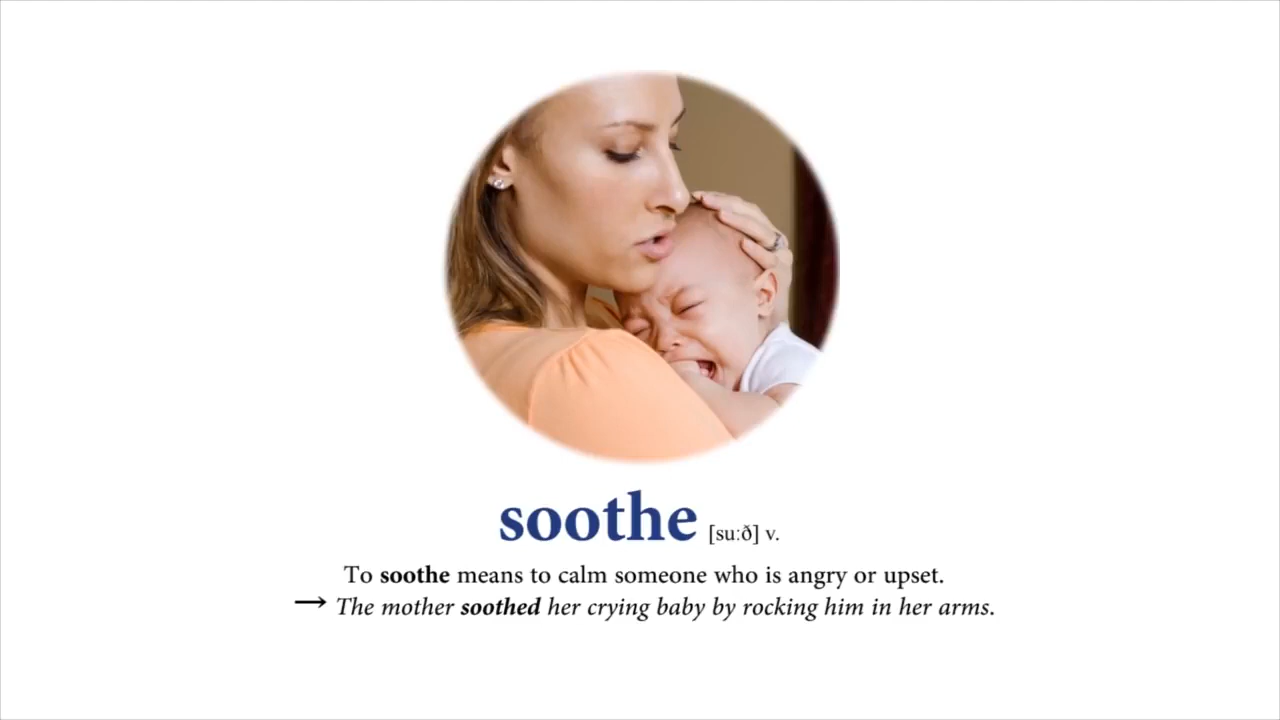 soothe [suːð] v.
To soothe means to calm someone who is angry or upset.
→ The mother soothed her crying baby by rocking him in her arms.